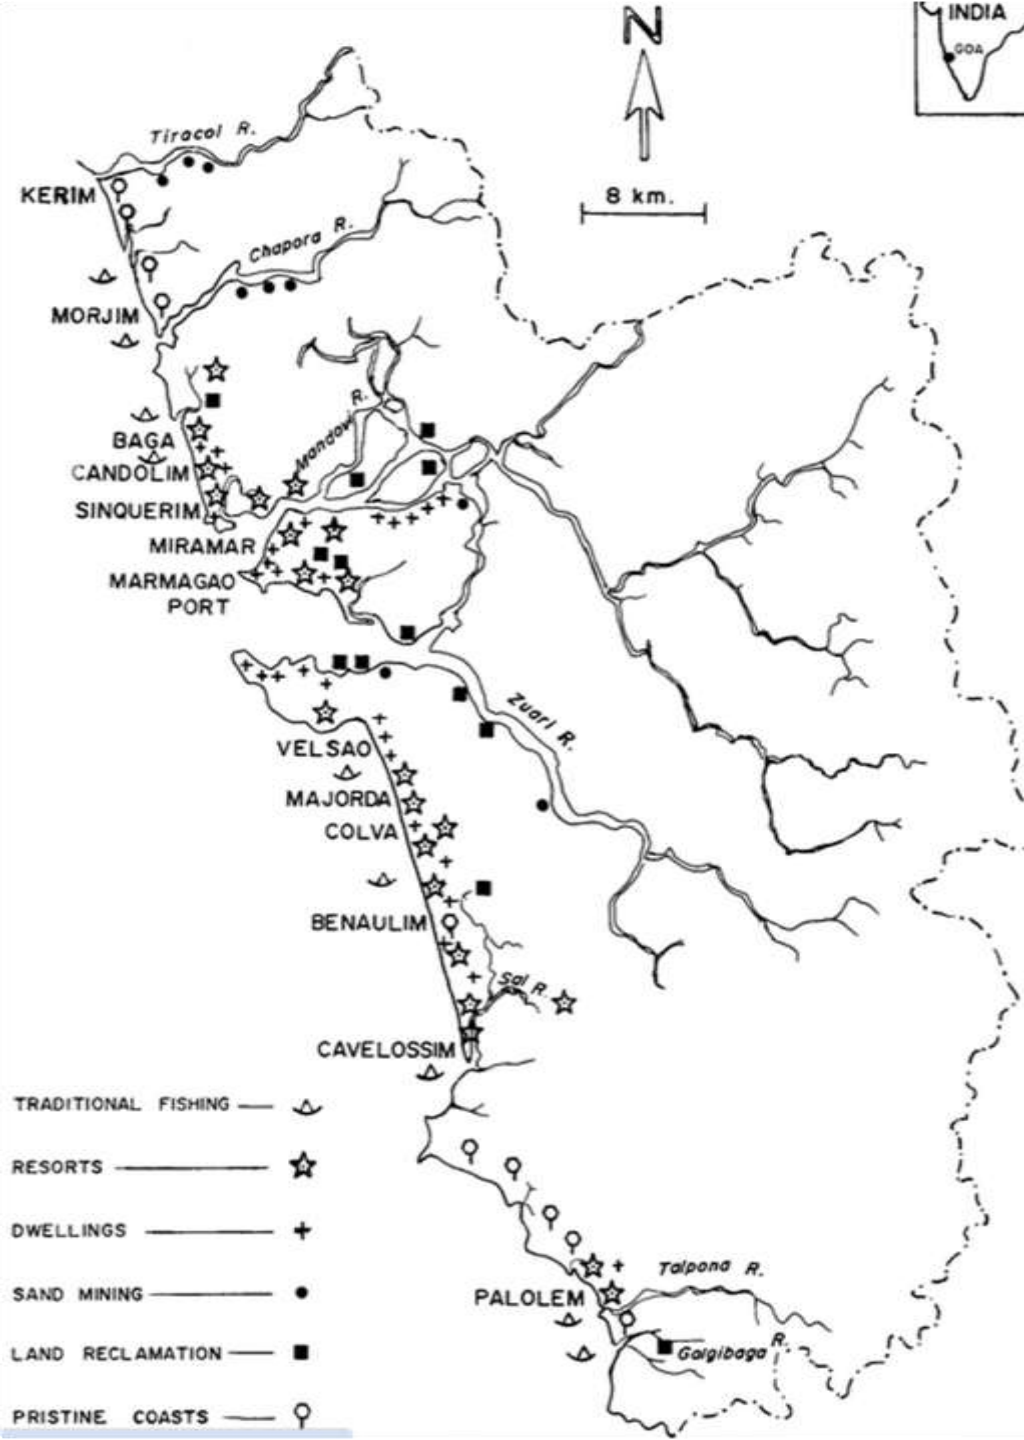 N
INDIA
GOA
8 km.
Tiracol R.
KERIM
Chapora R.
MORJIM
Mandovi R.
BAGA
CANDOLIM
SINQUERIM
MIRAMAR
MARMAGAO
PORT
Zuari R.
VELSAO
MAJORDA
COLVA
BENAULIM
Sal R.
CAVELOSSIM
TRADITIONAL FISHING
RESORTS
DWELLINGS
SAND MINING
LAND RECLAMATION
PRISTINE COASTS
Talpona R.
PALOLEM
Galgibaga R.